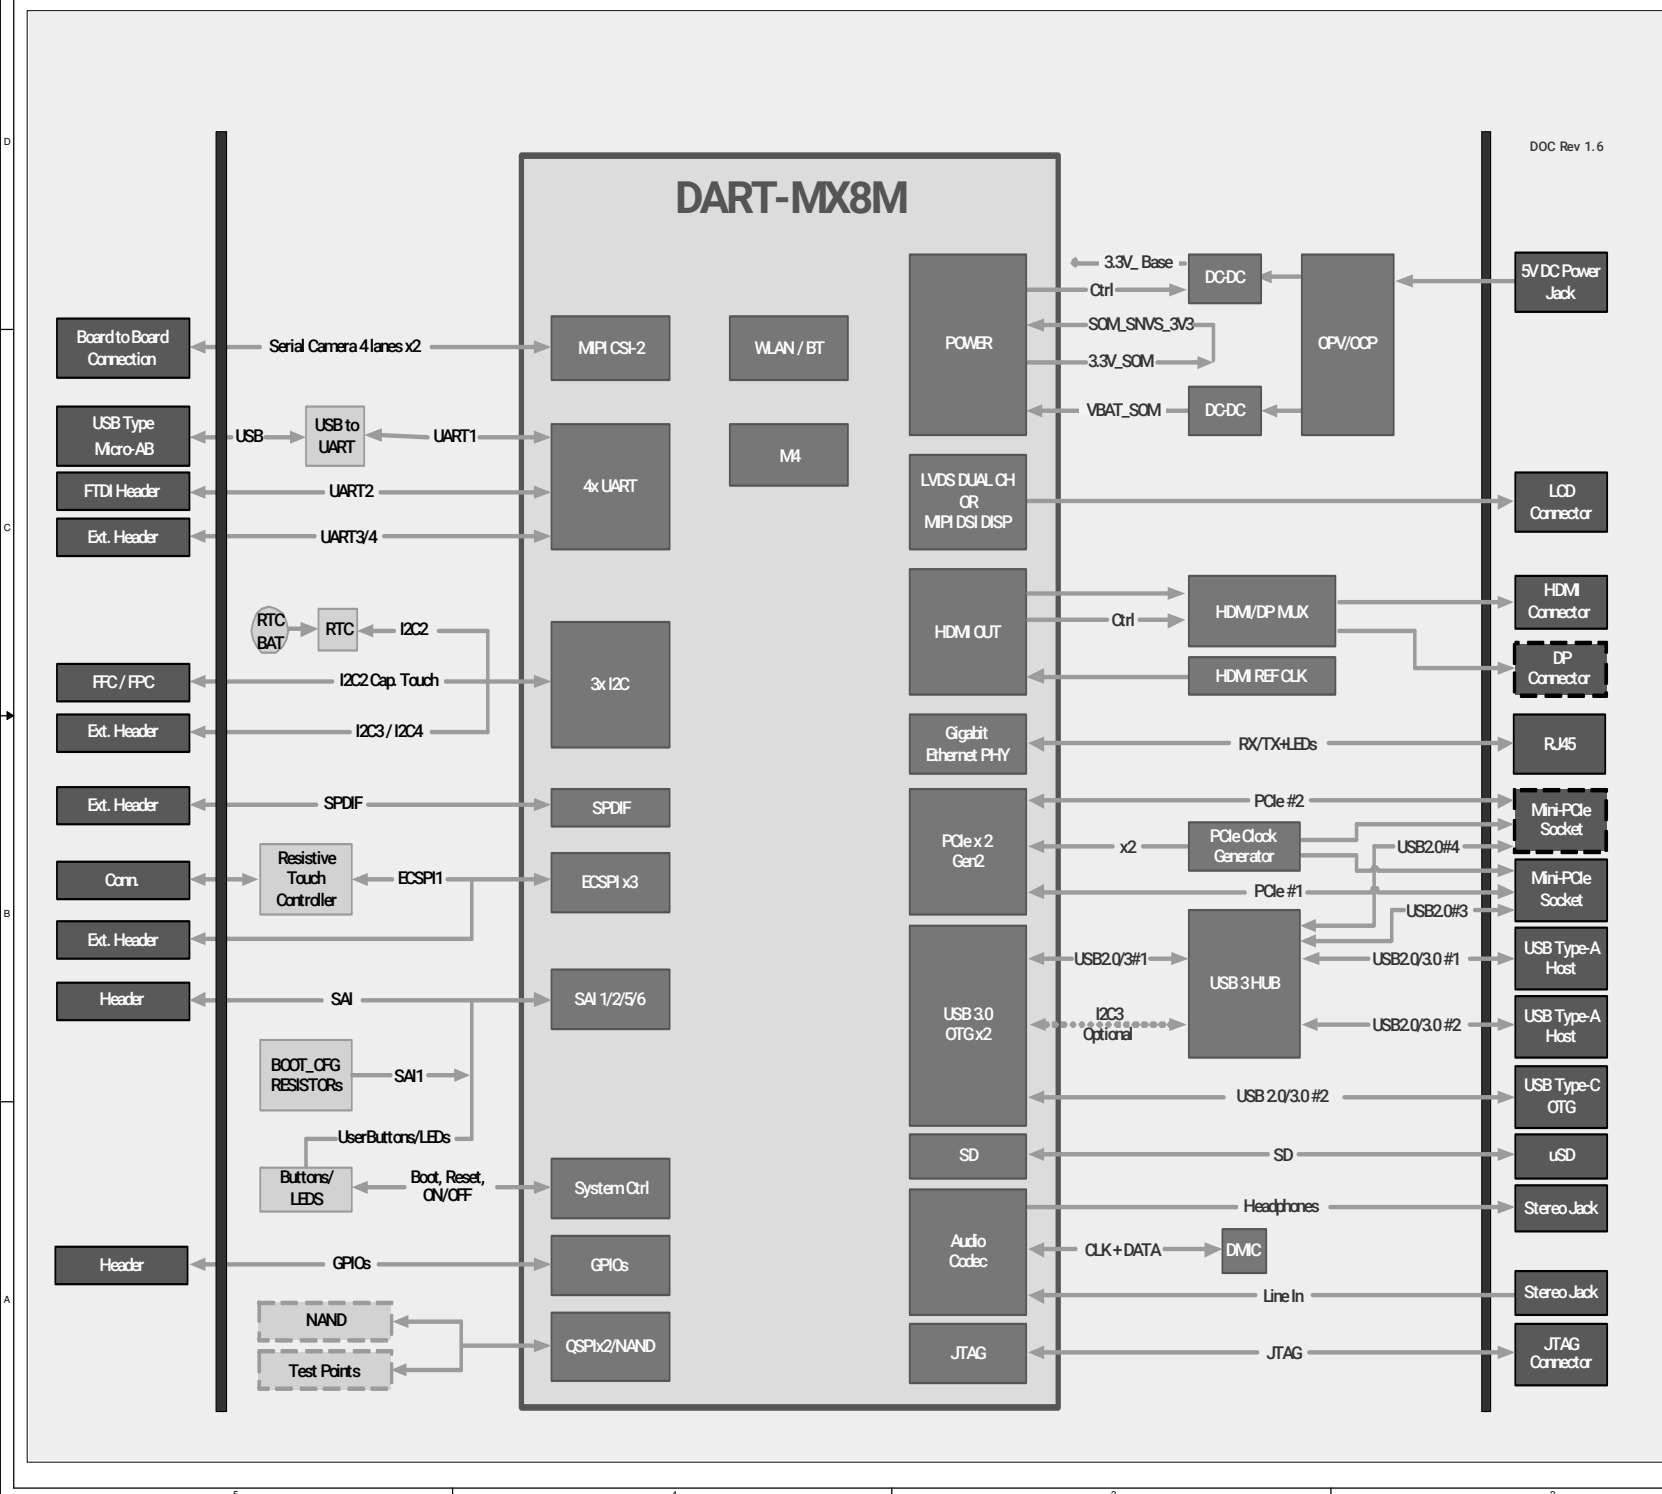 D
DOC Rev 1.6
DART-MX8M
Board to Board
Connection
Serial Camera 4 lanes x2
MIPI CSI-2
WLAN / BT
USB Type
Micro-AB
USB
USB to
UART
UART1
4x UART
M4
FTDI Header
UART2
Ext. Header
UART3/4
C
RTC
BAT
RTC
I2C2
FFC / FPC
I2C2 Cap. Touch
3x I2C
Ext. Header
I2C3 / I2C4
Ext. Header
SPDIF
SPDIF
Conn.
Resistive
Touch
Controller
ECSPI1
ECSPI x3
B
Ext. Header
Header
SAI
SAI 1/2/5/6
BOOT_CFG
RESISTORs
SAI1
UserButtons/LEDs
Buttons/
LEDS
Boot, Reset,
ON/OFF
System Ctrl
Header
GPIOs
GPIOs
A
NAND
Test Points
QSPIx2/NAND
POWER
3.3V_ Base
Ctrl
DC-DC
SOM_SNVS_3V3
3.3V_SOM
VBAT_SOM
DC-DC
OPV/OCP
5V DC Power
Jack
LVDS DUAL CH
OR
MIPI DSI DISP
LCD
Connector
HDMI OUT
Ctrl
HDMI/DP MUX
HDMI REF CLK
HDMI
Connector
DP
Connector
Gigabit
Ethernet PHY
RX/TX+LEDs
RJ45
PCIe x 2
Gen2
PCIe #2
x2
PCIe Clock
Generator
USB2.0#4
PCIe #1
USB2.0#3
Mini-PCIe
Socket
Mini-PCIe
Socket
USB 3.0
OTG x2
USB2.0/3#1
I2C3
Optional
USB 3 HUB
USB2.0/3.0 #1
USB2.0/3.0 #2
USB Type-A
Host
USB Type-A
Host
USB 2.0/3.0 #2
USB Type-C
OTG
SD
SD
uSD
Audio
Codec
Headphones
Stereo Jack
CLK + DATA
DMIC
Line In
Stereo Jack
JTAG
JTAG
JTAG
Connector